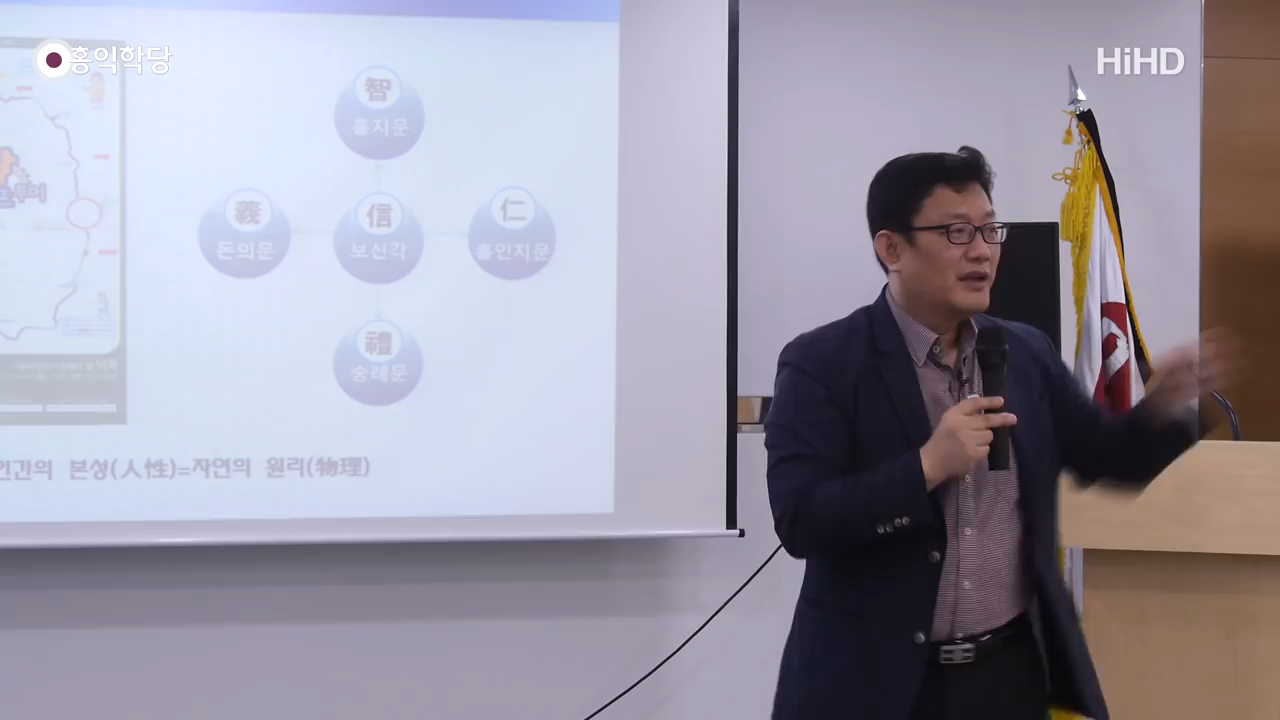 홍익학당
HiHD
智
홍지문
義
돈의문
信
보신각
仁
흥인지문
禮
숭례문
인간의 본성(人性)=자연의 원리(物理)